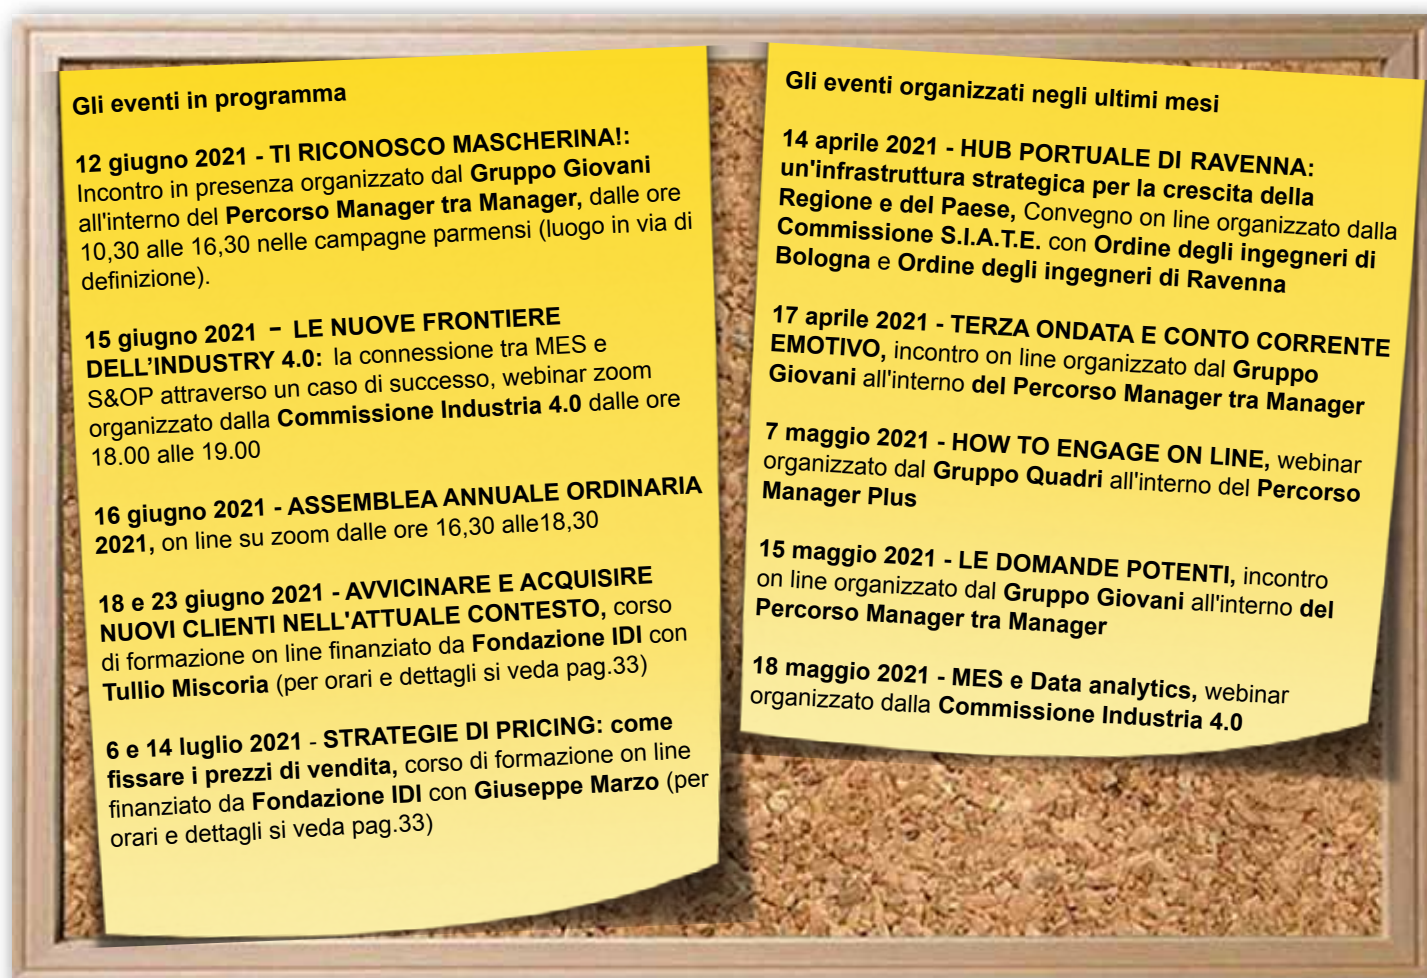 Gli eventi in programma
12 giugno 2021 - TI RICONOSCO MASCHERINA!:
Incontro in presenza organizzato dal Gruppo Giovani
all'interno del Percorso Manager tra Manager, dalle ore
10,30 alle 16,30 nelle campagne parmensi (luogo in via di
definizione).
15 giugno 2021 - LE NUOVE FRONTIERE
DELL’INDUSTRY 4.0: la connessione tra MES e
S&OP attraverso un caso di successo, webinar zoom
organizzato dalla Commissione Industria 4.0 dalle ore
18.00 alle 19.00
16 giugno 2021 - ASSEMBLEA ANNUALE ORDINARIA
2021, on line su zoom dalle ore 16,30 alle18,30
18 e 23 giugno 2021 - AVVICINARE E ACQUISIRE
NUOVI CLIENTI NELL'ATTUALE CONTESTO, corso
di formazione on line finanziato da Fondazione IDI con
Tullio Miscoria (per orari e dettagli si veda pag.33)
6 e 14 luglio 2021 - STRATEGIE DI PRICING: come
fissare i prezzi di vendita, corso di formazione on line
finanziato da Fondazione IDI con Giuseppe Marzo (per
orari e dettagli si veda pag.33)
Gli eventi organizzati negli ultimi mesi
14 aprile 2021 - HUB PORTUALE DI RAVENNA:
un'infrastruttura strategica per la crescita della
Regione e del Paese, Convegno on line organizzato dalla
Commissione S.I.A.T.E. con Ordine degli ingegneri di
Bologna e Ordine degli ingegneri di Ravenna
17 aprile 2021 - TERZA ONDATA E CONTO CORRENTE
EMOTIVO, incontro on line organizzato dal Gruppo
Giovani all'interno del Percorso Manager tra Manager
7 maggio 2021 - HOW TO ENGAGE ON LINE, webinar
organizzato dal Gruppo Quadri all'interno del Percorso
Manager Plus
15 maggio 2021 - LE DOMANDE POTENTI, incontro
on line organizzato dal Gruppo Giovani all'interno del
Percorso Manager tra Manager
18 maggio 2021 - MES e Data analytics, webinar
organizzato dalla Commissione Industria 4.0